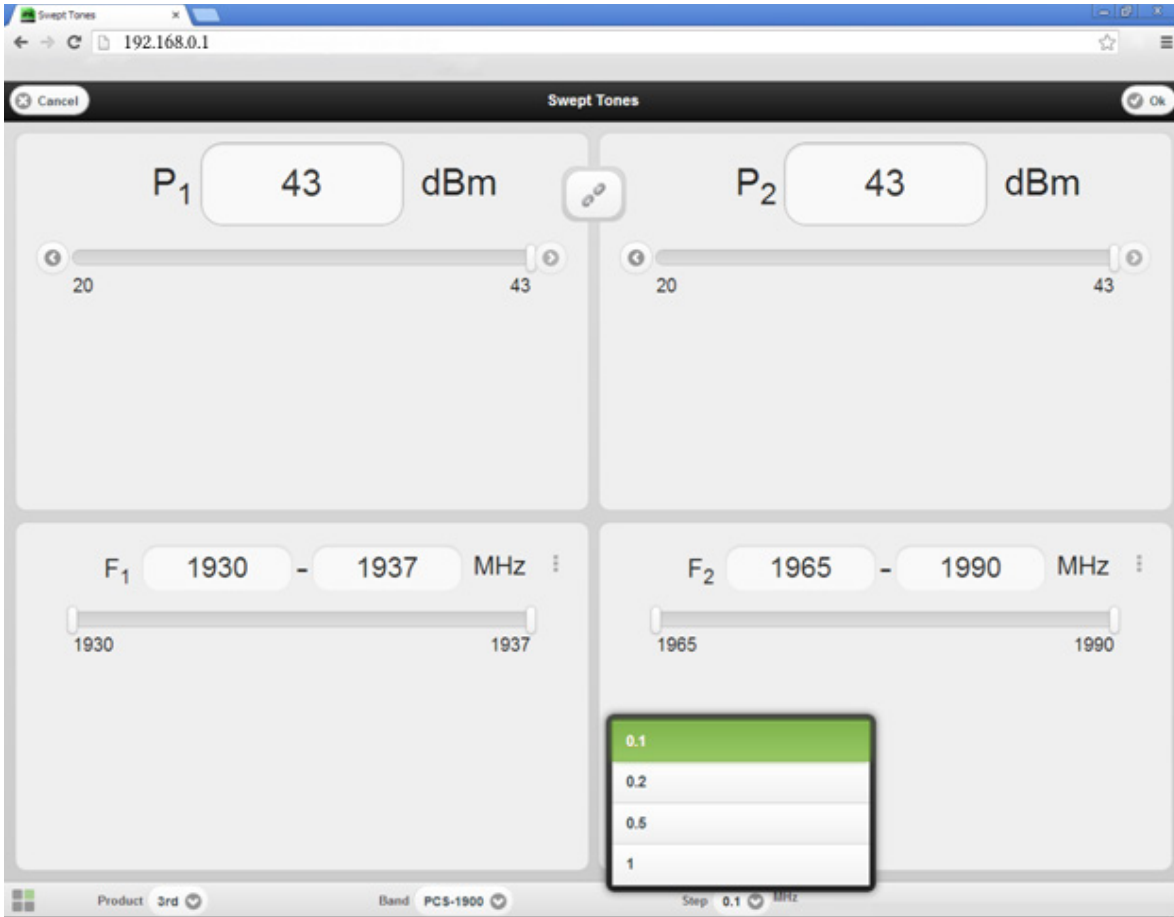 Swept Tones
192.168.0.1
Cancel Swept Tones Ok
P1 43 dBm P2 43 dBm
20 43 20 43
F1 1930 - 1937 MHz F2 1965 - 1990 MHz
1930 1937 1965 1990
0.1
0.2
0.5
1
Product 3rd Band PCS-1900 Step 0.1 MHz